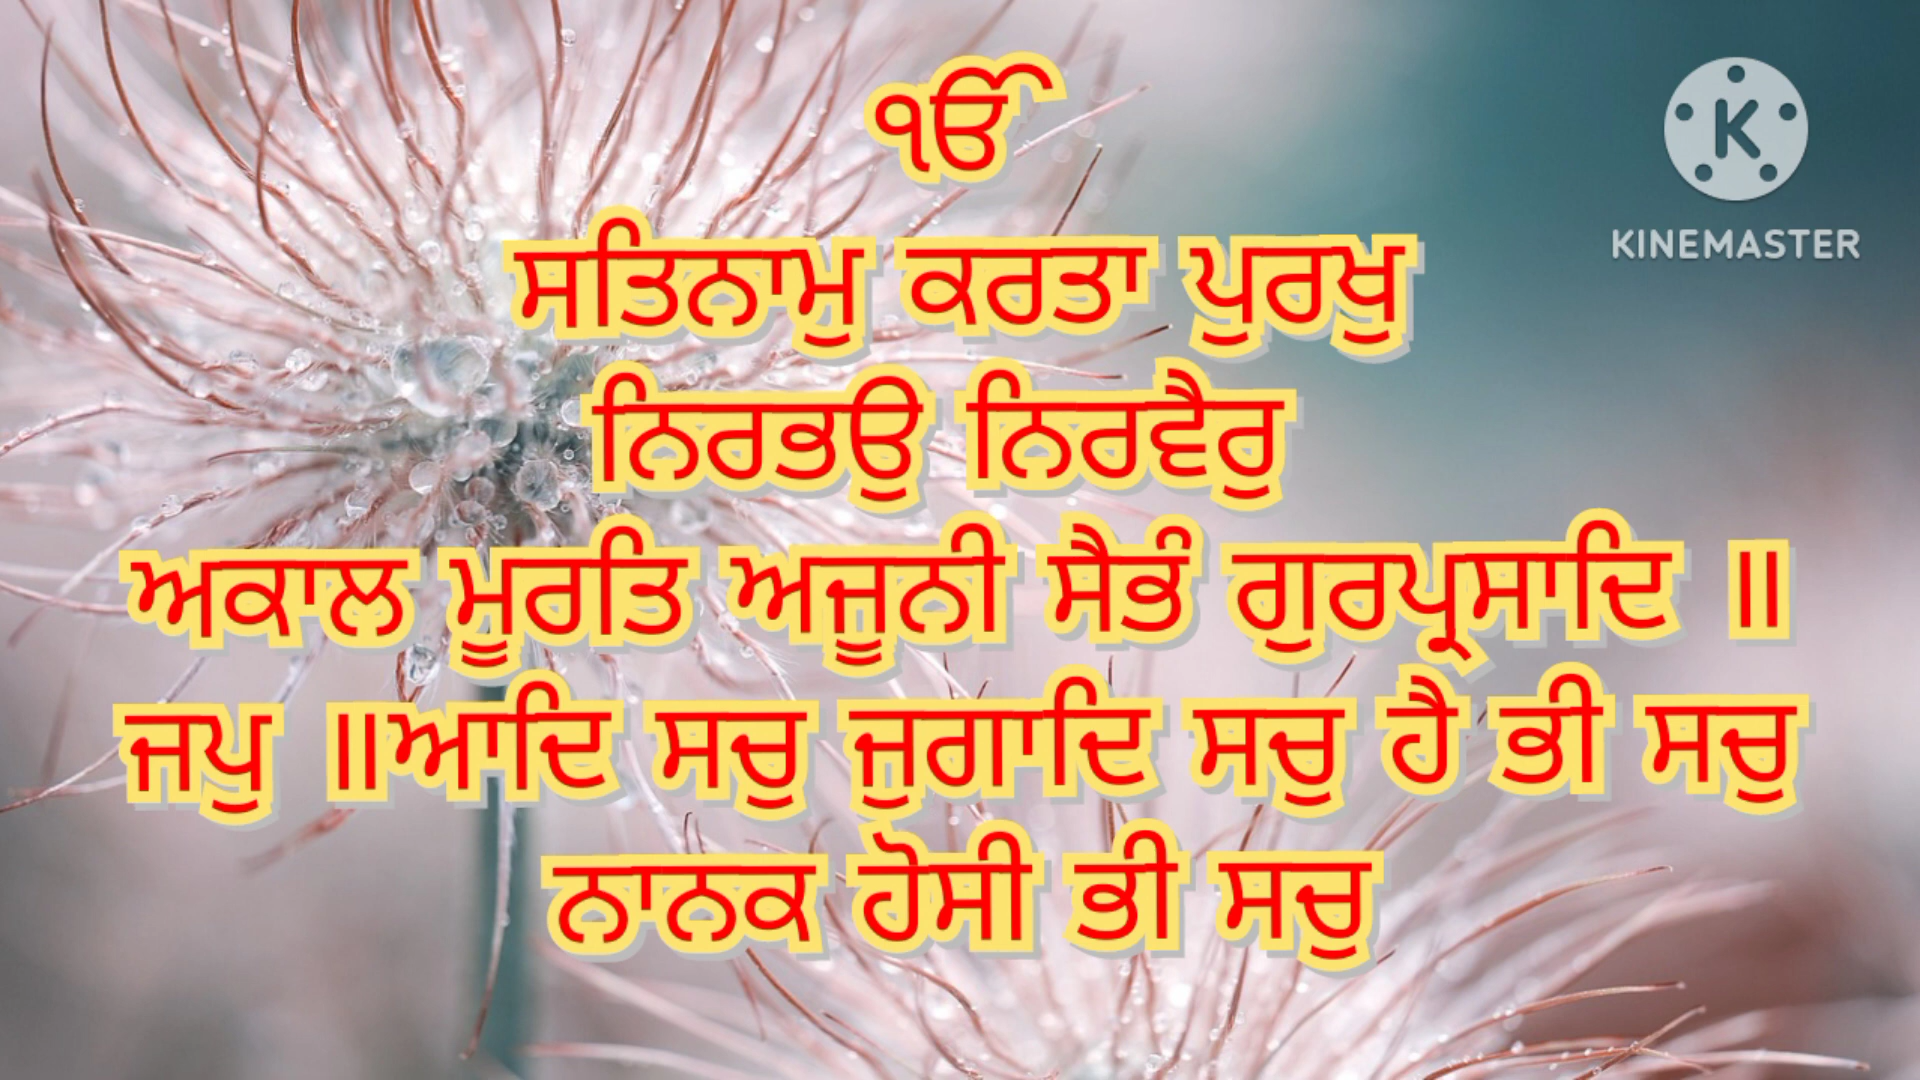 ੴ
KINEMASTER
ਸਤਿਨਾਮੁ ਕਰਤਾ ਪੁਰਖੁ
ਨਿਰਭਉ ਨਿਰਵੈਰੁ
ਅਕਾਲ ਮੂਰਤਿ ਅਜੂਨੀ ਸੈਭੰ ਗੁਰਪ੍ਰਸਾਦਿ ॥
ਜਪੁ ॥ਆਦਿ ਸਚੁ ਜੁਗਾਦਿ ਸਚੁ ਹੈ ਭੀ ਸਚੁ
ਨਾਨਕ ਹੋਸੀ ਭੀ ਸਚੁ